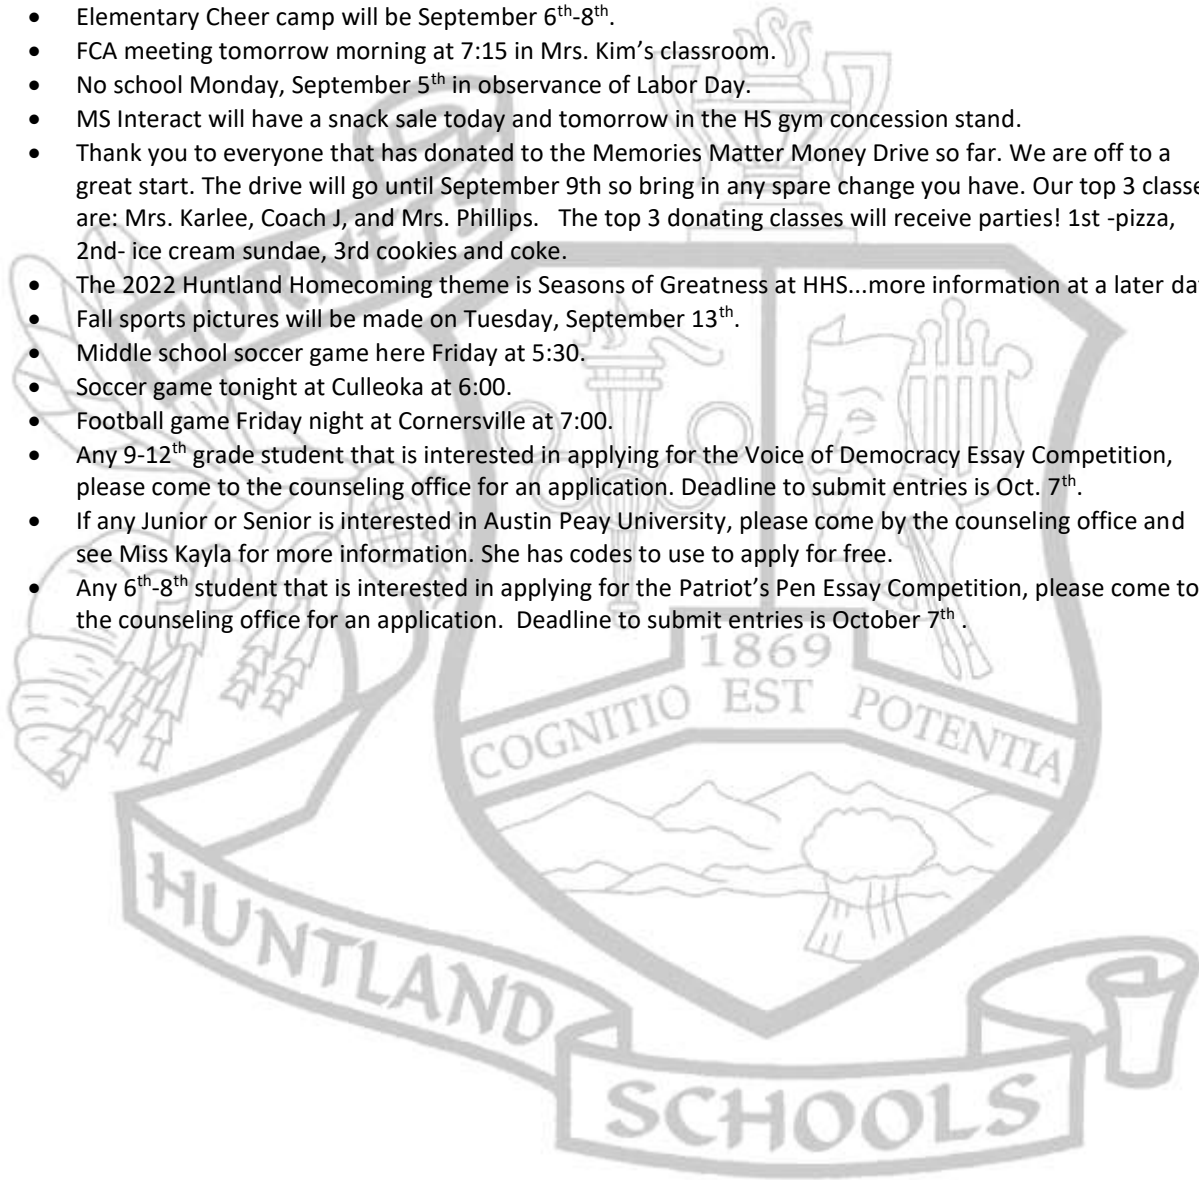 • Elementary Cheer camp will be September 6th-8th.
• FCA meeting tomorrow morning at 7:15 in Mrs. Kim’s classroom.
• No school Monday, September 5th in observance of Labor Day.
• MS Interact will have a snack sale today and tomorrow in the HS gym concession stand.
• Thank you to everyone that has donated to the Memories Matter Money Drive so far. We are off to a
great start. The drive will go until September 9th so bring in any spare change you have. Our top 3 classe
are: Mrs. Karlee, Coach J, and Mrs. Phillips.   The top 3 donating classes will receive parties! 1st -pizza,
2nd- ice cream sundae, 3rd cookies and coke.
• The 2022 Huntland Homecoming theme is Seasons of Greatness at HHS...more information at a later da
• Fall sports pictures will be made on Tuesday, September 13th.
• Middle school soccer game here Friday at 5:30.
• Soccer game tonight at Culleoka at 6:00.
• Football game Friday night at Cornersville at 7:00.
• Any 9-12th grade student that is interested in applying for the Voice of Democracy Essay Competition,
please come to the counseling office for an application. Deadline to submit entries is Oct. 7th.
• If any Junior or Senior is interested in Austin Peay University, please come by the counseling office and
see Miss Kayla for more information. She has codes to use to apply for free.
• Any 6th-8th student that is interested in applying for the Patriot’s Pen Essay Competition, please come to
the counseling office for an application.  Deadline to submit entries is October 7th .
HORNETS
1869
COGNITIO EST POTENTIA
HUNTLAND
SCHOOLS